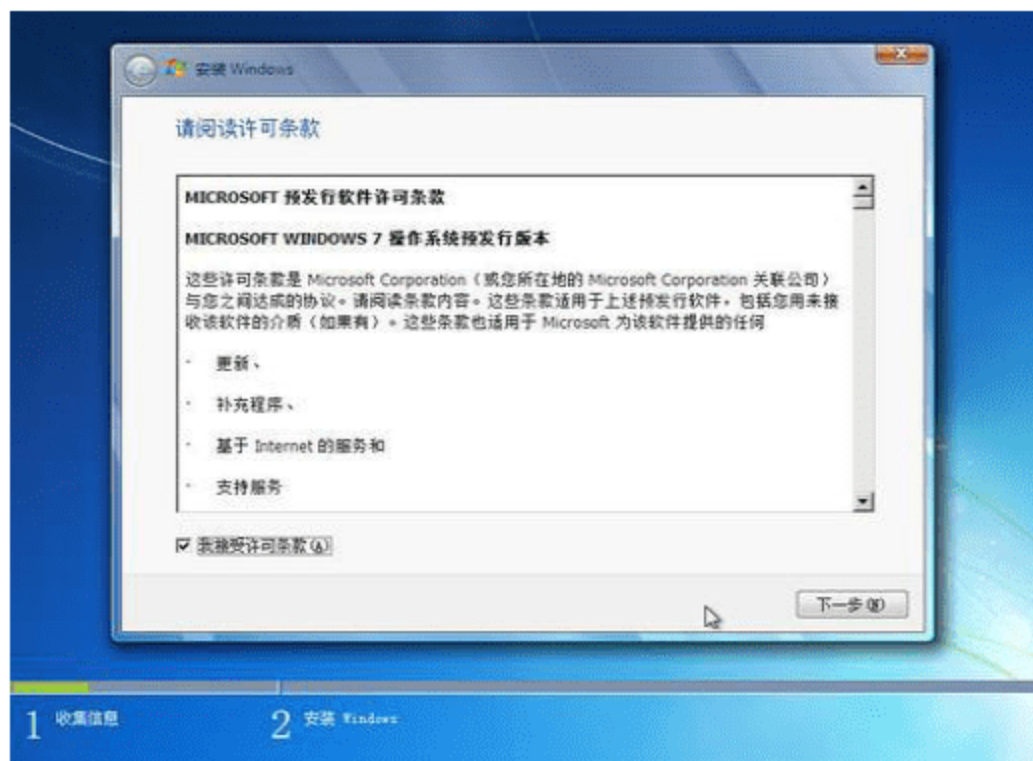 安装 Windows
请阅读许可条款
MICROSOFT 预发行软件许可条款
MICROSOFT WINDOWS 7 操作系统预发行版本
这些许可条款是 Microsoft Corporation（或您所在地的 Microsoft Corporation 关联公司）
与您之间达成的协议。请阅读条款内容。这些条款适用于上述预发行软件，包括您用来接
收该软件的介质（如果有）。这些条款也适用于 Microsoft 为该软件提供的任何
· 更新、
· 补充程序、
· 基于 Internet 的服务和
· 支持服务
我接受许可条款(A)
下一步(N)
1 收集信息
2 安装 Windows